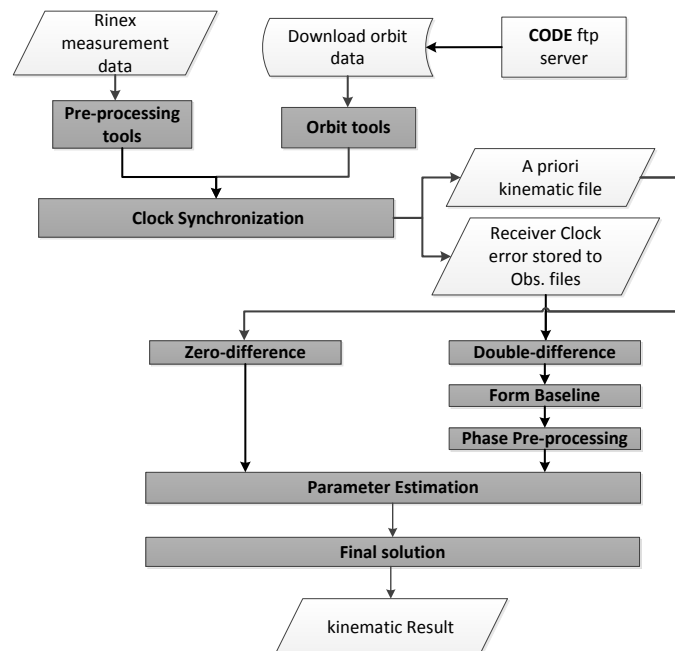 Rinex
measurement
data
Download orbit
data
CODE ftp
server
Pre-processing
tools
Orbit tools
Clock Synchronization
A priori
kinematic file
Receiver Clock
error stored to
Obs. files
Zero-difference
Double-difference
Form Baseline
Phase Pre-processing
Parameter Estimation
Final solution
kinematic Result